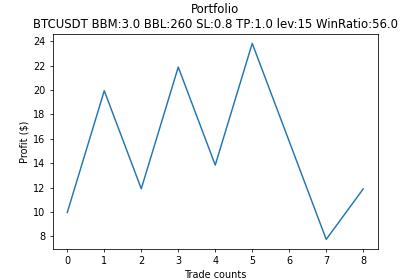 Portfolio
BTCUSDT BBM:3.0 BBL:260 SL:0.8 TP:1.0 lev:15 WinRatio:56.0
24
22
20
18
16
14
12
10
8
Profit ($)
0 1 2 3 4 5 6 7 8
Trade counts